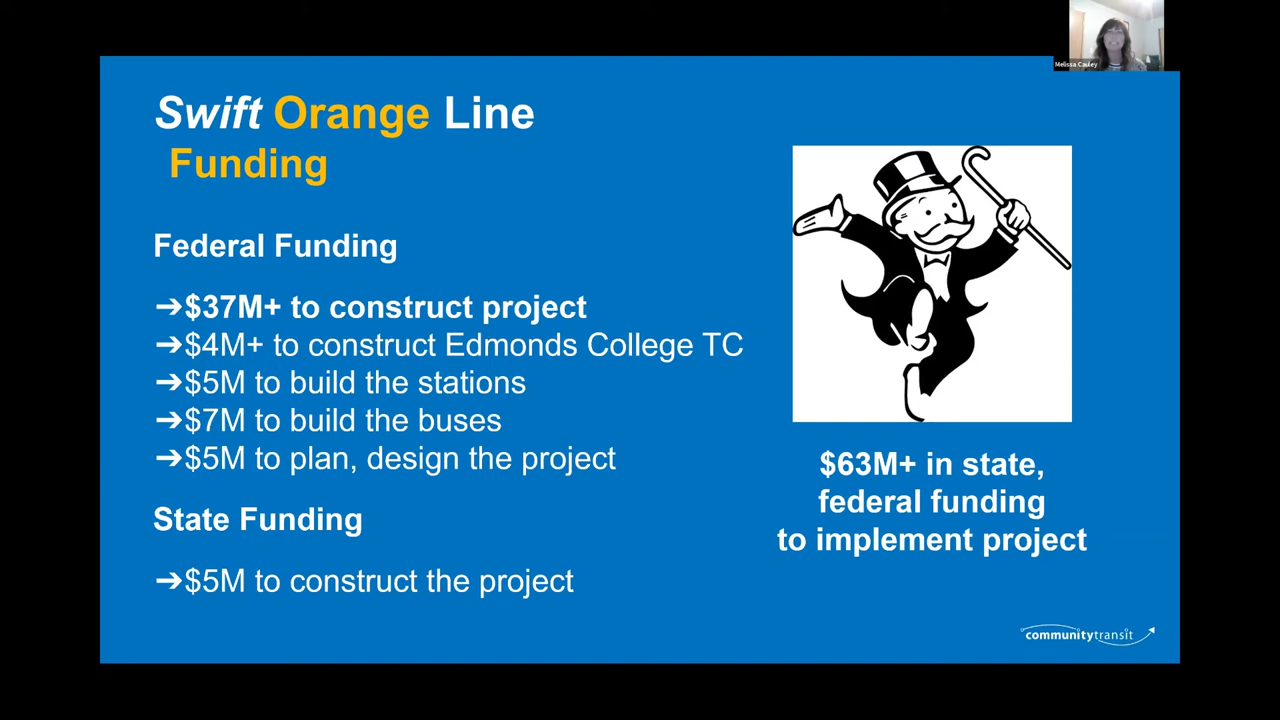 Melissa Cauley
Swift Orange Line
Funding
Federal Funding
➔$37M+ to construct project
➔$4M+ to construct Edmonds College TC
➔$5M to build the stations
➔$7M to build the buses
➔$5M to plan, design the project
State Funding
➔$5M to construct the project
$63M+ in state,
federal funding
to implement project
communitytransit